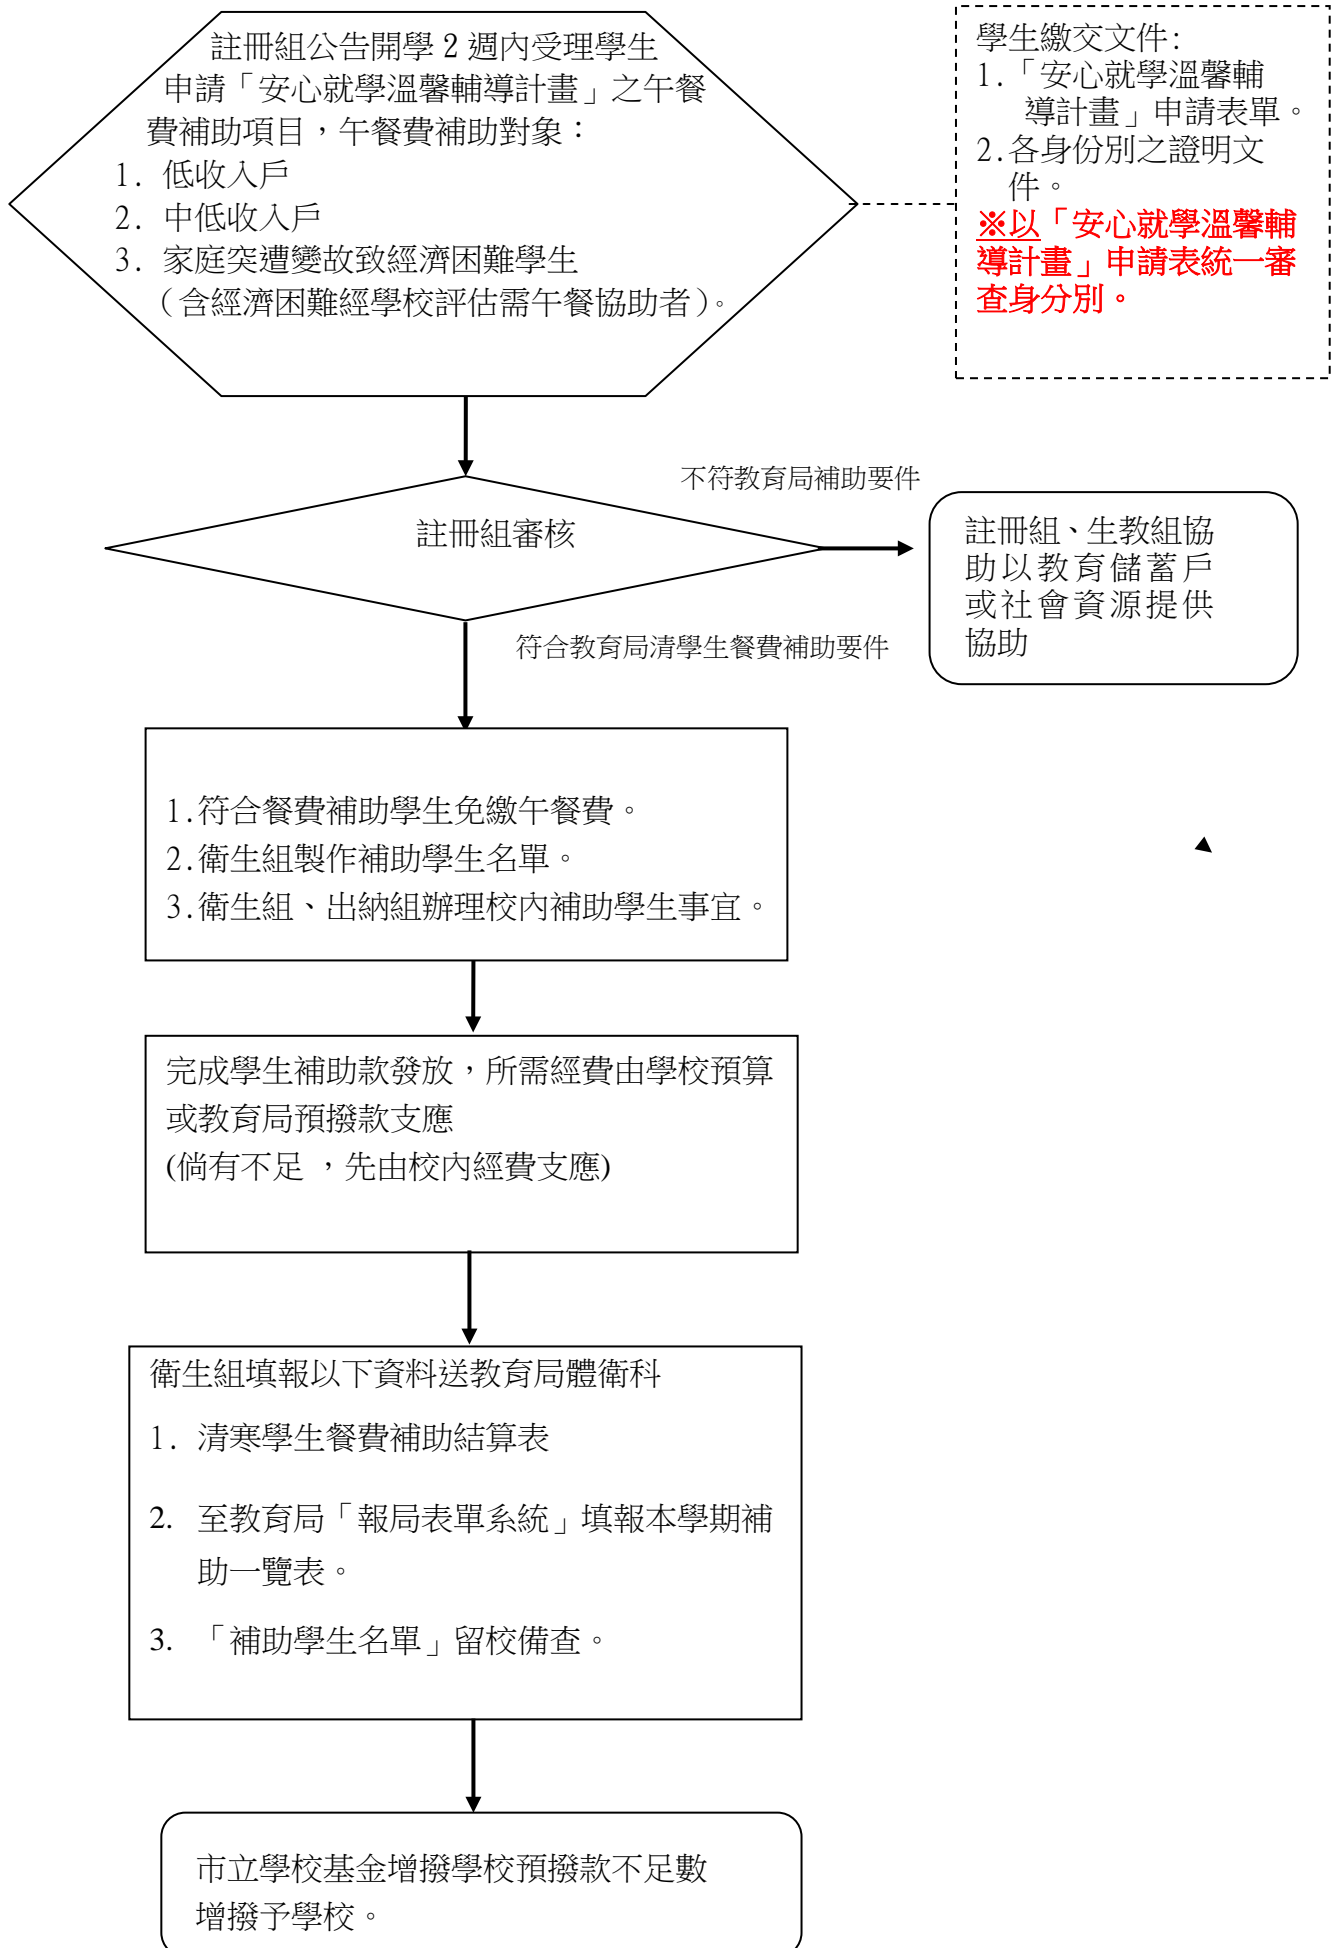 註冊組公告開學 2 週內受理學生
申請「安心就學溫馨輔導計畫」之午餐
費補助項目，午餐費補助對象：
1. 低收入戶
2. 中低收入戶
3. 家庭突遭變故致經濟困難學生
（含經濟困難經學校評估需午餐協助者）。
學生繳交文件:
1.「安心就學溫馨輔
導計畫」申請表單。
2.各身份別之證明文
件。
※以「安心就學溫馨輔
導計畫」申請表統一審
查身分別。
不符教育局補助要件
註冊組審核
註冊組、生教組協
助以教育儲蓄戶
或社會資源提供
協助
符合教育局清學生餐費補助要件
1.符合餐費補助學生免繳午餐費。
2.衛生組製作補助學生名單。
3.衛生組、出納組辦理校內補助學生事宜。
完成學生補助款發放，所需經費由學校預算
或教育局預撥款支應
(倘有不足 ，先由校內經費支應)
衛生組填報以下資料送教育局體衛科
1. 清寒學生餐費補助結算表
2. 至教育局「報局表單系統」填報本學期補
助一覽表。
3. 「補助學生名單」留校備查。
市立學校基金增撥學校預撥款不足數
增撥予學校。